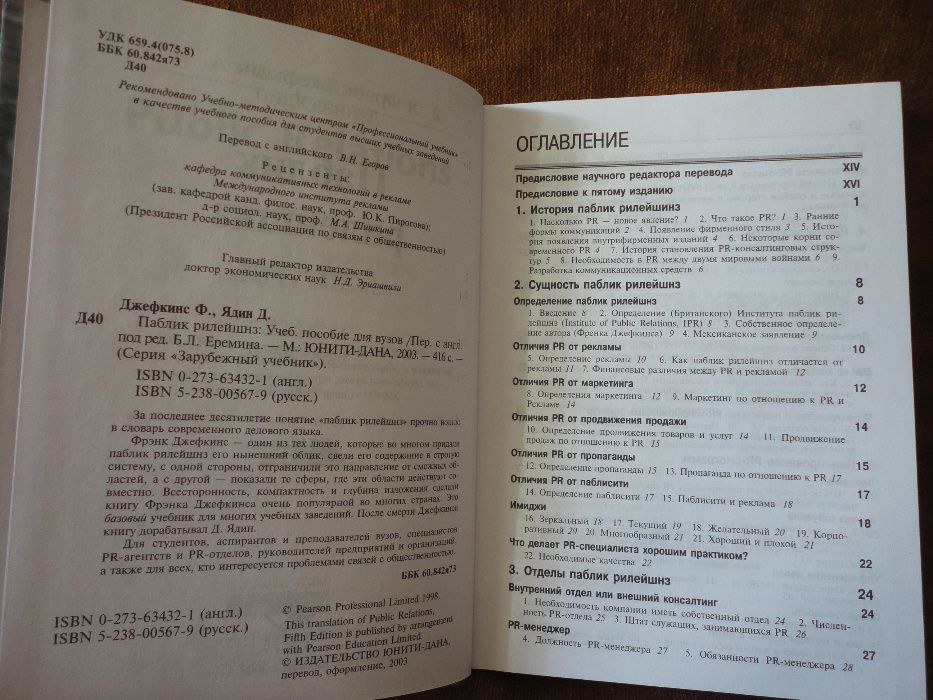 УДК 659.4(075.8)
ББК 60.842я73
Д40
Рекомендовано Учебно-методическим центром «Профессиональный учебник»
в качестве учебного пособия для студентов высших учебных заведений
Перевод с английского В.Н. Егоров
Рецензенты:
кафедра коммуникативных технологий в рекламе
Международного института рекламы
(зав. кафедрой канд. филос. наук, проф. Ю.К. Пирогова);
д-р социол. наук, проф. М.А. Шишкина
(Президент Российской ассоциации по связям с общественностью)
Главный редактор издательства
доктор экономических наук Н.Д. Эриашвили
Джефкинс Ф., Ядин Д.
Д40 Паблик рилейшнз: Учеб. пособие для вузов /Пер. с англ.
под ред. Б.Л. Еремина. — М.: ЮНИТИ-ДАНА, 2003. — 416 с. —
(Серия «Зарубежный учебник»).
ISBN 0-273-63432-1 (англ.)
ISBN 5-238-00567-9 (русск.)
За последнее десятилетие понятие «паблик рилейшнз» прочно вошло
в словарь современного делового языка.
Фрэнк Джефкинс — один из тех людей, которые во многом придали
паблик рилейшнз его нынешний облик, свели его содержание в строгую
систему, с одной стороны, отграничили это направление от смежных об-
ластей, а с другой — показали те сферы, где эти области действуют со-
вместно. Всесторонность, компактность и глубина изложения сделали
книгу Фрэнка Джефкинса очень популярной во многих странах. Это
базовый учебник для многих учебных заведений. После смерти Джефкинса
книгу дорабатывал Д. Ядин.
Для студентов, аспирантов и преподавателей вузов, специалистов
PR-агентств и PR-отделов, руководителей предприятий и организаций,
а также для всех, кто интересуется проблемами связей с общественностью.
ББК 60.842я73
ISBN 0-273-63432-1 (англ.)
ISBN 5-238-00567-9 (русск.)
© Pearson Professional Limited 1998.
This translation of Public Relations,
Fifth Edition is published by arrangement
with Pearson Education Limited.
© ИЗДАТЕЛЬСТВО ЮНИТИ-ДАНА,
перевод, оформление, 2003
ОГЛАВЛЕНИЕ
Предисловие научного редактора перевода XIV
Предисловие к пятому изданию XVI
1. История паблик рилейшнз 1
1. Насколько PR — новое явление? 1 2. Что такое PR? 1 3. Ранние
формы коммуникаций 2 4. Появление фирменного стиля 3 5. Исто-
рия появления внутрифирменных изданий 4 6. Некоторые корни со-
временного PR 4 7. История становления PR-консалтинговых струк-
тур 5 8. Необходимость в PR между двумя мировыми войнами 6 9.
Разработка коммуникационных средств 6
2. Сущность паблик рилейшнз 8
Определение паблик рилейшнз 8
1. Введение 8 2. Определение (Британского) Института паблик ри-
лейшнз (Institute of Public Relations, IPR) 8 3. Собственное определе-
ние автора (Френка Джефкинса) 9 4. Мексиканское заявление 9
Отличия PR от рекламы 10
5. Определение рекламы 10 6. Как паблик рилейшнз отличается от
рекламы 11 7. Финансовые различия между PR и рекламой 12
Отличия PR от маркетинга 12
8. Определения маркетинга 12 9. Маркетинг по отношению к PR и
Рекламе 14
Отличия PR от продвижения продажи 14
10. Определение продвижения товаров и услуг 14 11. Продвижение
продаж по отношению к PR 15
Отличия PR от пропаганды 15
12. Определение пропаганды 15 13. Пропаганда по отношению к PR 17
Отличия PR от паблисити 17
14. Определение паблисити 17 15. Паблисити и реклама 18
Имиджи 18
16. Зеркальный 18 17. Текущий 19 18. Желательный 20 19. Корпо-
ративный 20 20. Многообразный 21 21. Хороший и плохой 21
Что делает PR-специалиста хорошим практиком? 22
22. Необходимые качества 22
3. Отделы паблик рилейшнз 24
Внутренний отдел или внешний консалтинг 24
1. Необходимость компании иметь собственный отдел 24 2. Числен-
ность PR-отдела 25 3. Штат служащих, занимающихся PR 26
PR-менеджер 27
4. Должность PR-менеджера 27 5. Обязанности PR-менеджера 28